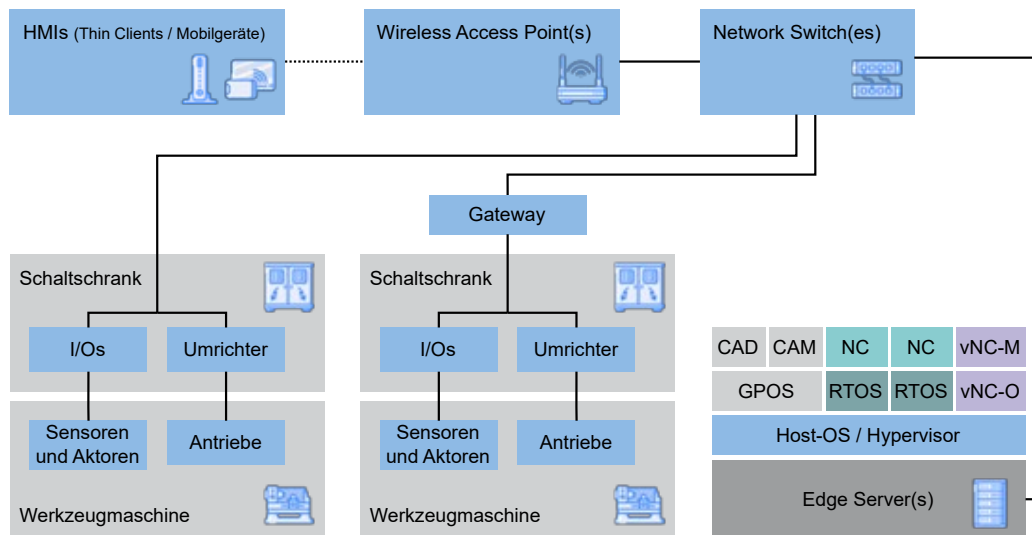 HMIs (Thin Clients / Mobilgeräte)
Wireless Access Point(s)
Network Switch(es)
Gateway
Schaltschrank
I/Os
Umrichter
Sensoren
und Aktoren
Antriebe
Werkzeugmaschine
Schaltschrank
I/Os
Umrichter
Sensoren
und Aktoren
Antriebe
Werkzeugmaschine
CAD
CAM
NC
NC
vNC-M
GPOS
RTOS
RTOS
vNC-O
Host-OS / Hypervisor
Edge Server(s)